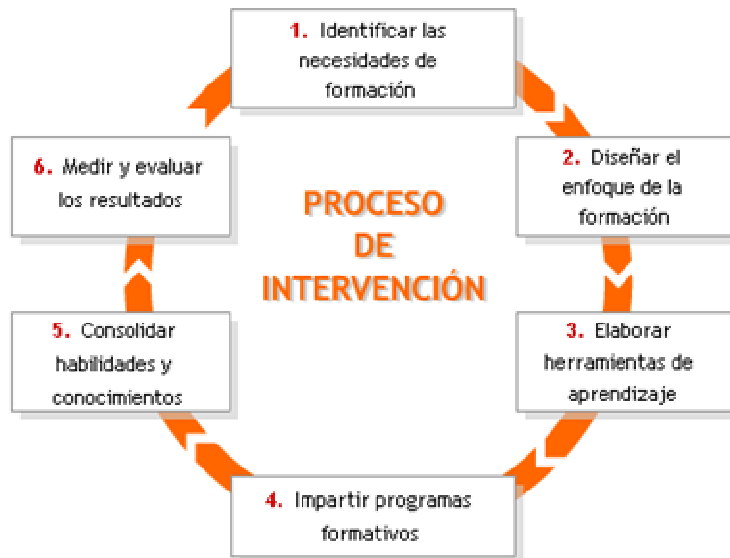 1. Identificar las
necesidades de
formación
2. Diseñar el
enfoque de la
formación
3. Elaborar
herramientas de
aprendizaje
4. Impartir programas
formativos
5. Consolidar
habilidades y
conocimientos
6. Medir y evaluar
los resultados
PROCESO
DE
INTERVENCIÓN